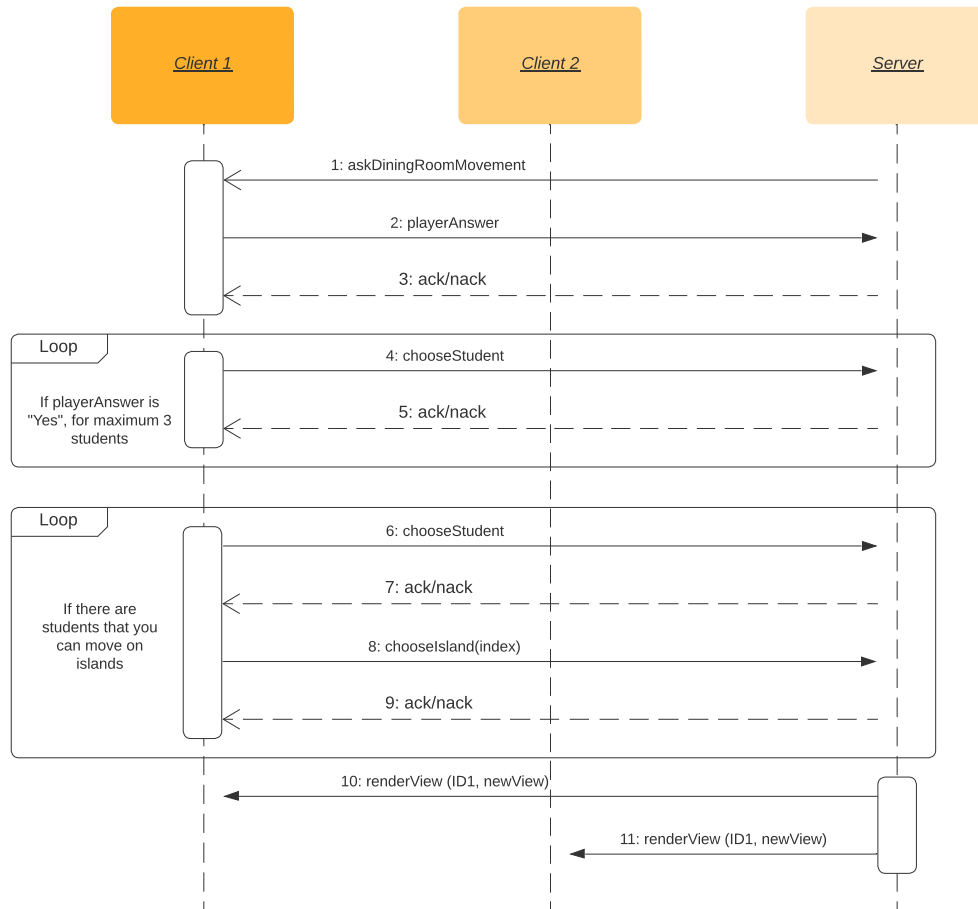 Client 1
Client 2
Server
1: askDiningRoomMovement
2: playerAnswer
3: ack/nack
Loop
4: chooseStudent
If playerAnswer is
"Yes", for maximum 3
students
5: ack/nack
Loop
6: chooseStudent
7: ack/nack
If there are
students that you
can move on
islands
8: chooseIsland(index)
9: ack/nack
10: renderView (ID1, newView)
11: renderView (ID1, newView)